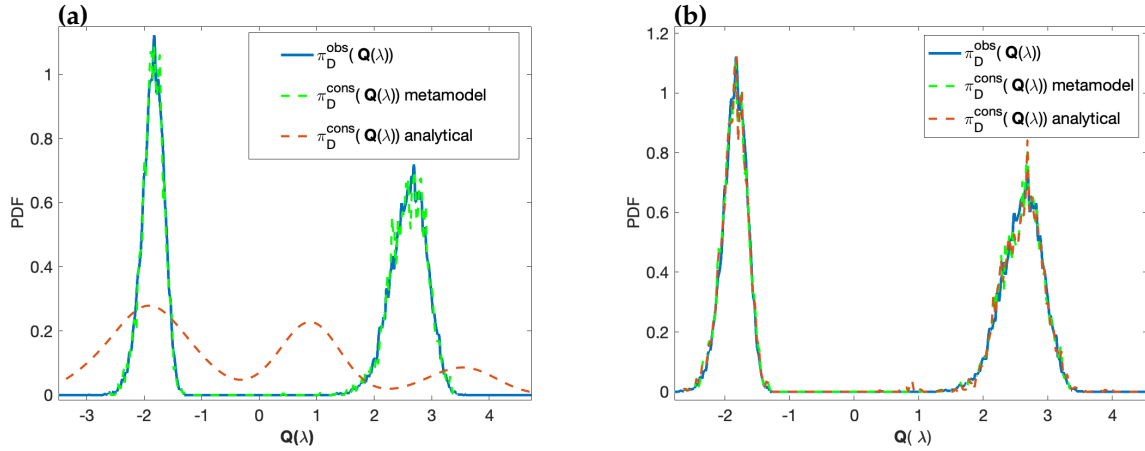 (a)
π_D^obs( Q(λ))
π_D^cons( Q(λ)) metamodel
π_D^cons( Q(λ)) analytical
PDF
1
0.8
0.6
0.4
0.2
0
-3 -2 -1 0 1 2 3 4
Q(λ)
(b)
π_D^obs( Q(λ))
π_D^cons( Q(λ)) metamodel
π_D^cons( Q(λ)) analytical
PDF
1.2
1
0.8
0.6
0.4
0.2
0
-2 -1 0 1 2 3 4
Q( λ)